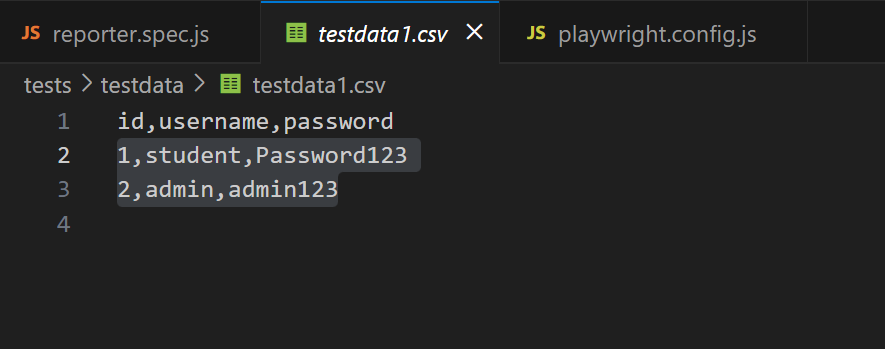 JS reporter.spec.js testdata1.csv JS playwright.config.js
tests > testdata > testdata1.csv
1 id,username,password
2 1,student,Password123
3 2,admin,admin123
4